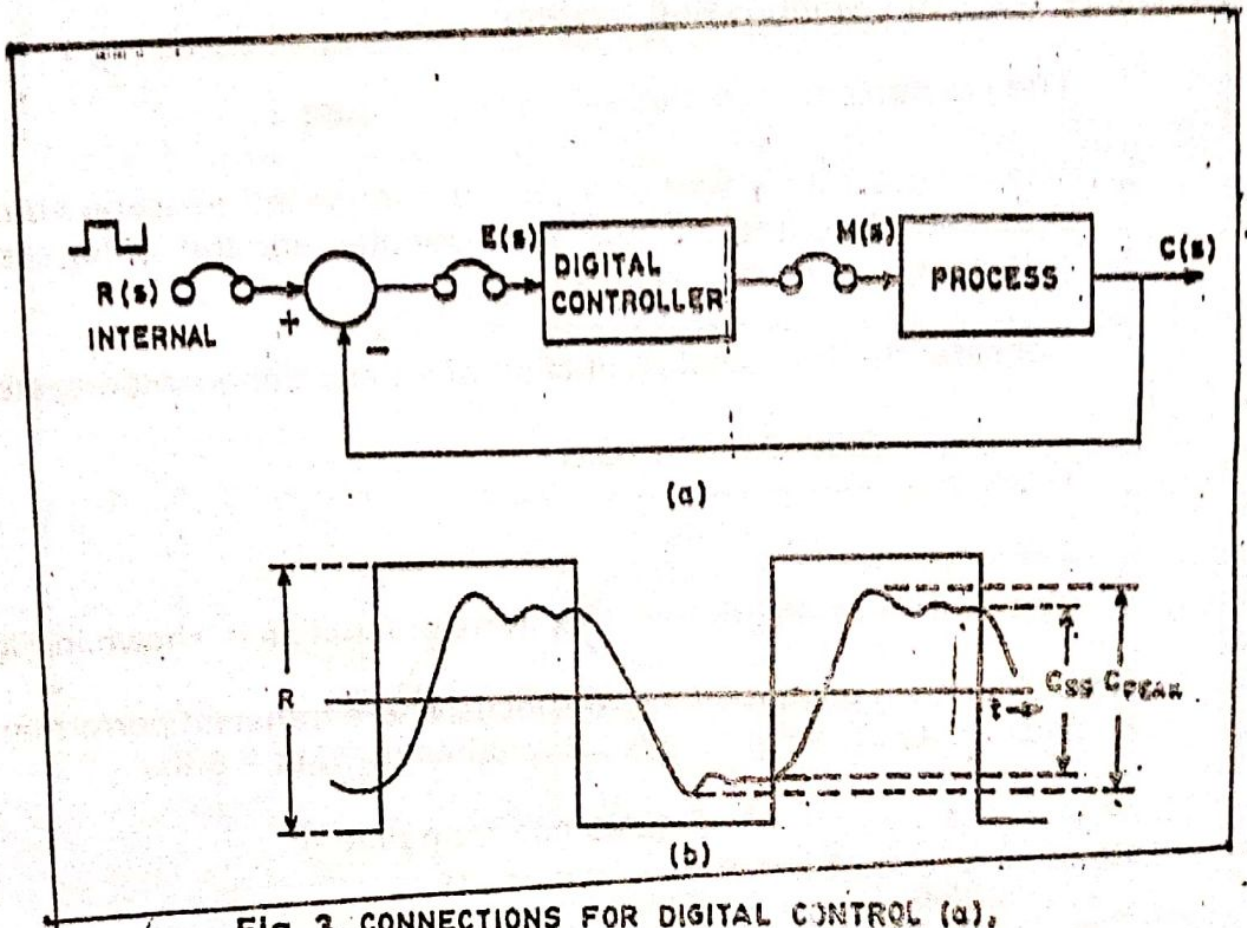 E(s)
M(s)
C(s)
R(s)
INTERNAL
+
−
DIGITAL
CONTROLLER
PROCESS
(a)
R
CSS CPEAK
t→
(b)
Fig. 3 CONNECTIONS FOR DIGITAL CONTROL (a),